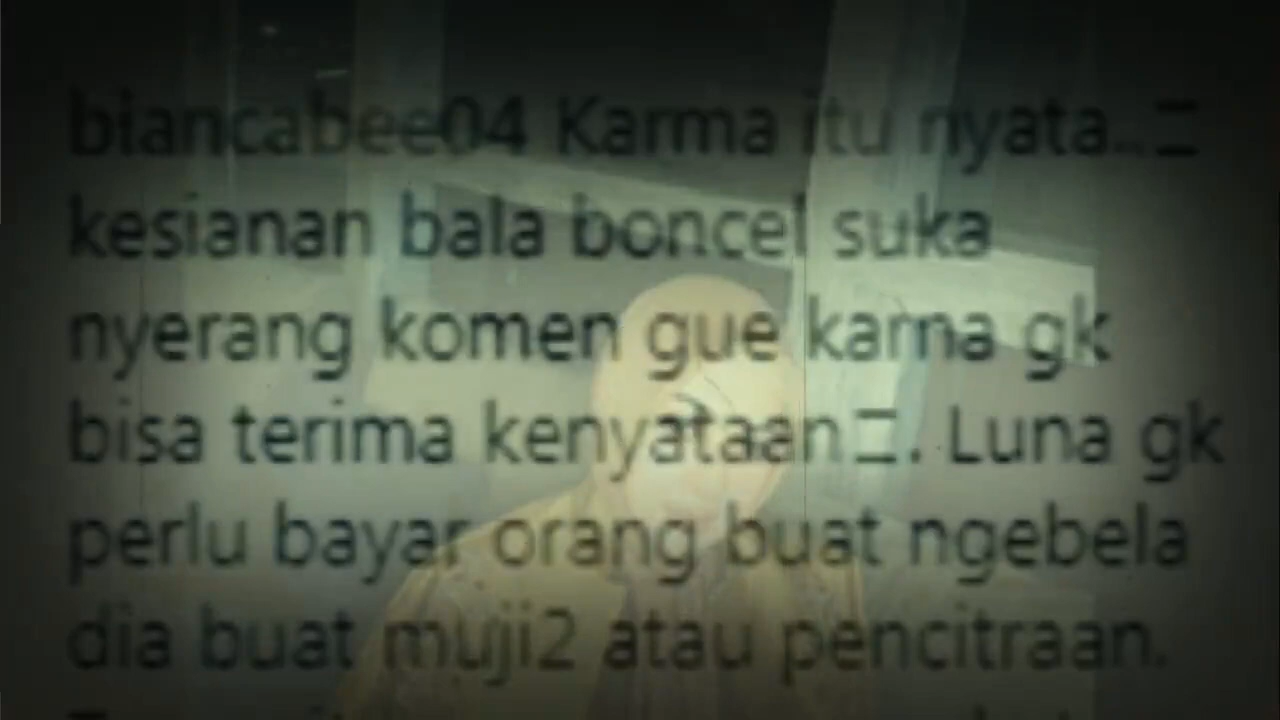 biancabee04 Karma itu nyata..
kesianan bala boncel suka
nyerang komen gue karna gk
bisa terima kenyataan. Luna gk
perlu bayar orang buat ngebela
dia buat muji2 atau pencitraan.